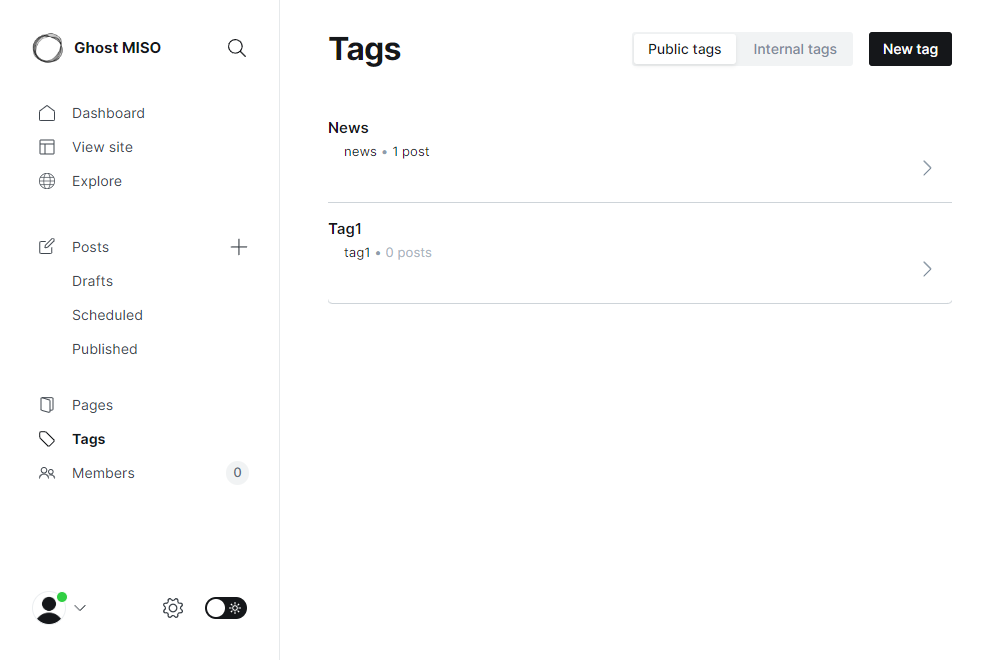 Ghost MISO
Dashboard
View site
Explore
Posts
Drafts
Scheduled
Published
Pages
Tags
Members
0
Tags
Public tags
Internal tags
New tag
News
news • 1 post
Tag1
tag1 • 0 posts